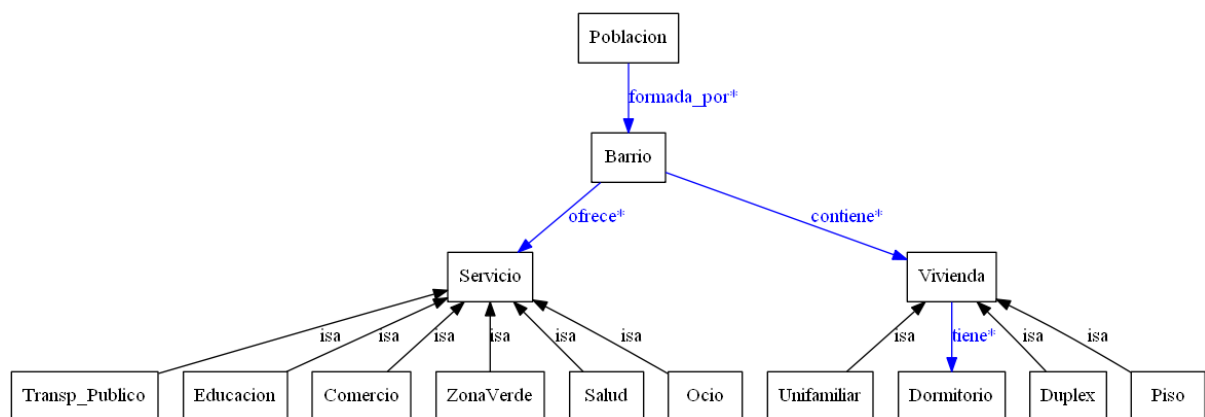 Poblacion
formada_por*
Barrio
ofrece*
contiene*
Servicio
Vivienda
isa
isa
isa
isa
isa
isa
isa
tiene*
isa
isa
Transp_Publico
Educacion
Comercio
ZonaVerde
Salud
Ocio
Unifamiliar
Dormitorio
Duplex
Piso